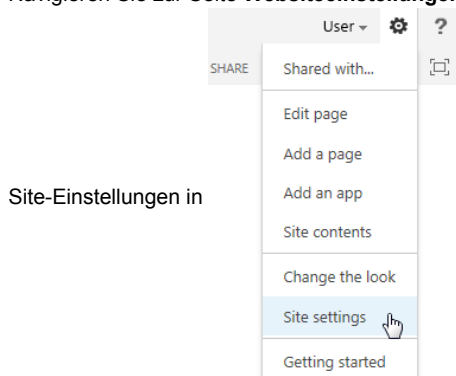 Navigieren Sie zur Seite Websiteeinstellungen
User
?
SHARE
Shared with...
Edit page
Add a page
Add an app
Site-Einstellungen in
Site contents
Change the look
Site settings
Getting started